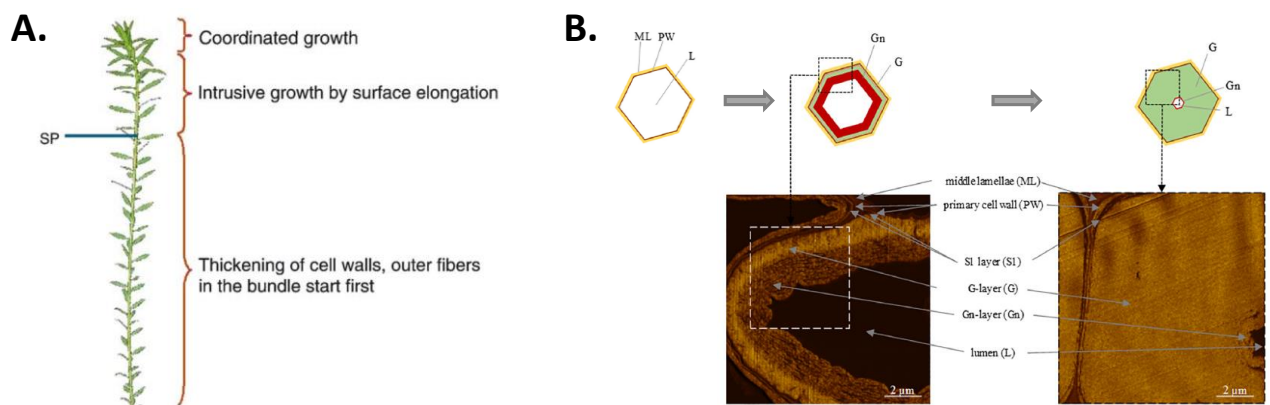 A.
Coordinated growth
Intrusive growth by surface elongation
SP
Thickening of cell walls, outer fibers
in the bundle start first
B.
ML PW
L
Gn
G
G
Gn
L
middle lamellae (ML)
primary cell wall (PW)
S1 layer (S1)
G-layer (G)
Gn-layer (Gn)
lumen (L)
2 μm
2 μm